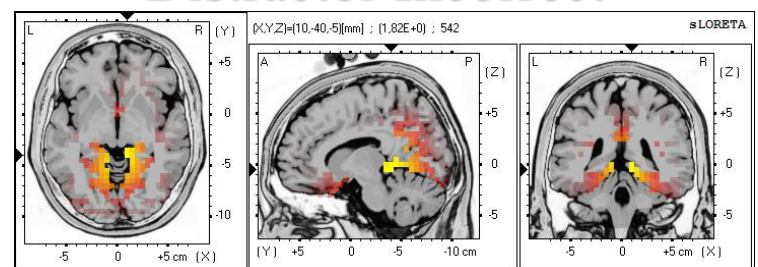 L R (Y)
+5
0
-5
-10
-5 0 +5 cm (X)
(X,Y,Z)=(10,-40,-5)[mm] ; (1,82E+0) ; 542
sLORETA
A P (Z)
+5
0
-5
(Y) +5 0 -5 -10 cm
L R (Z)
+5
0
-5
-5 0 +5 cm (X)